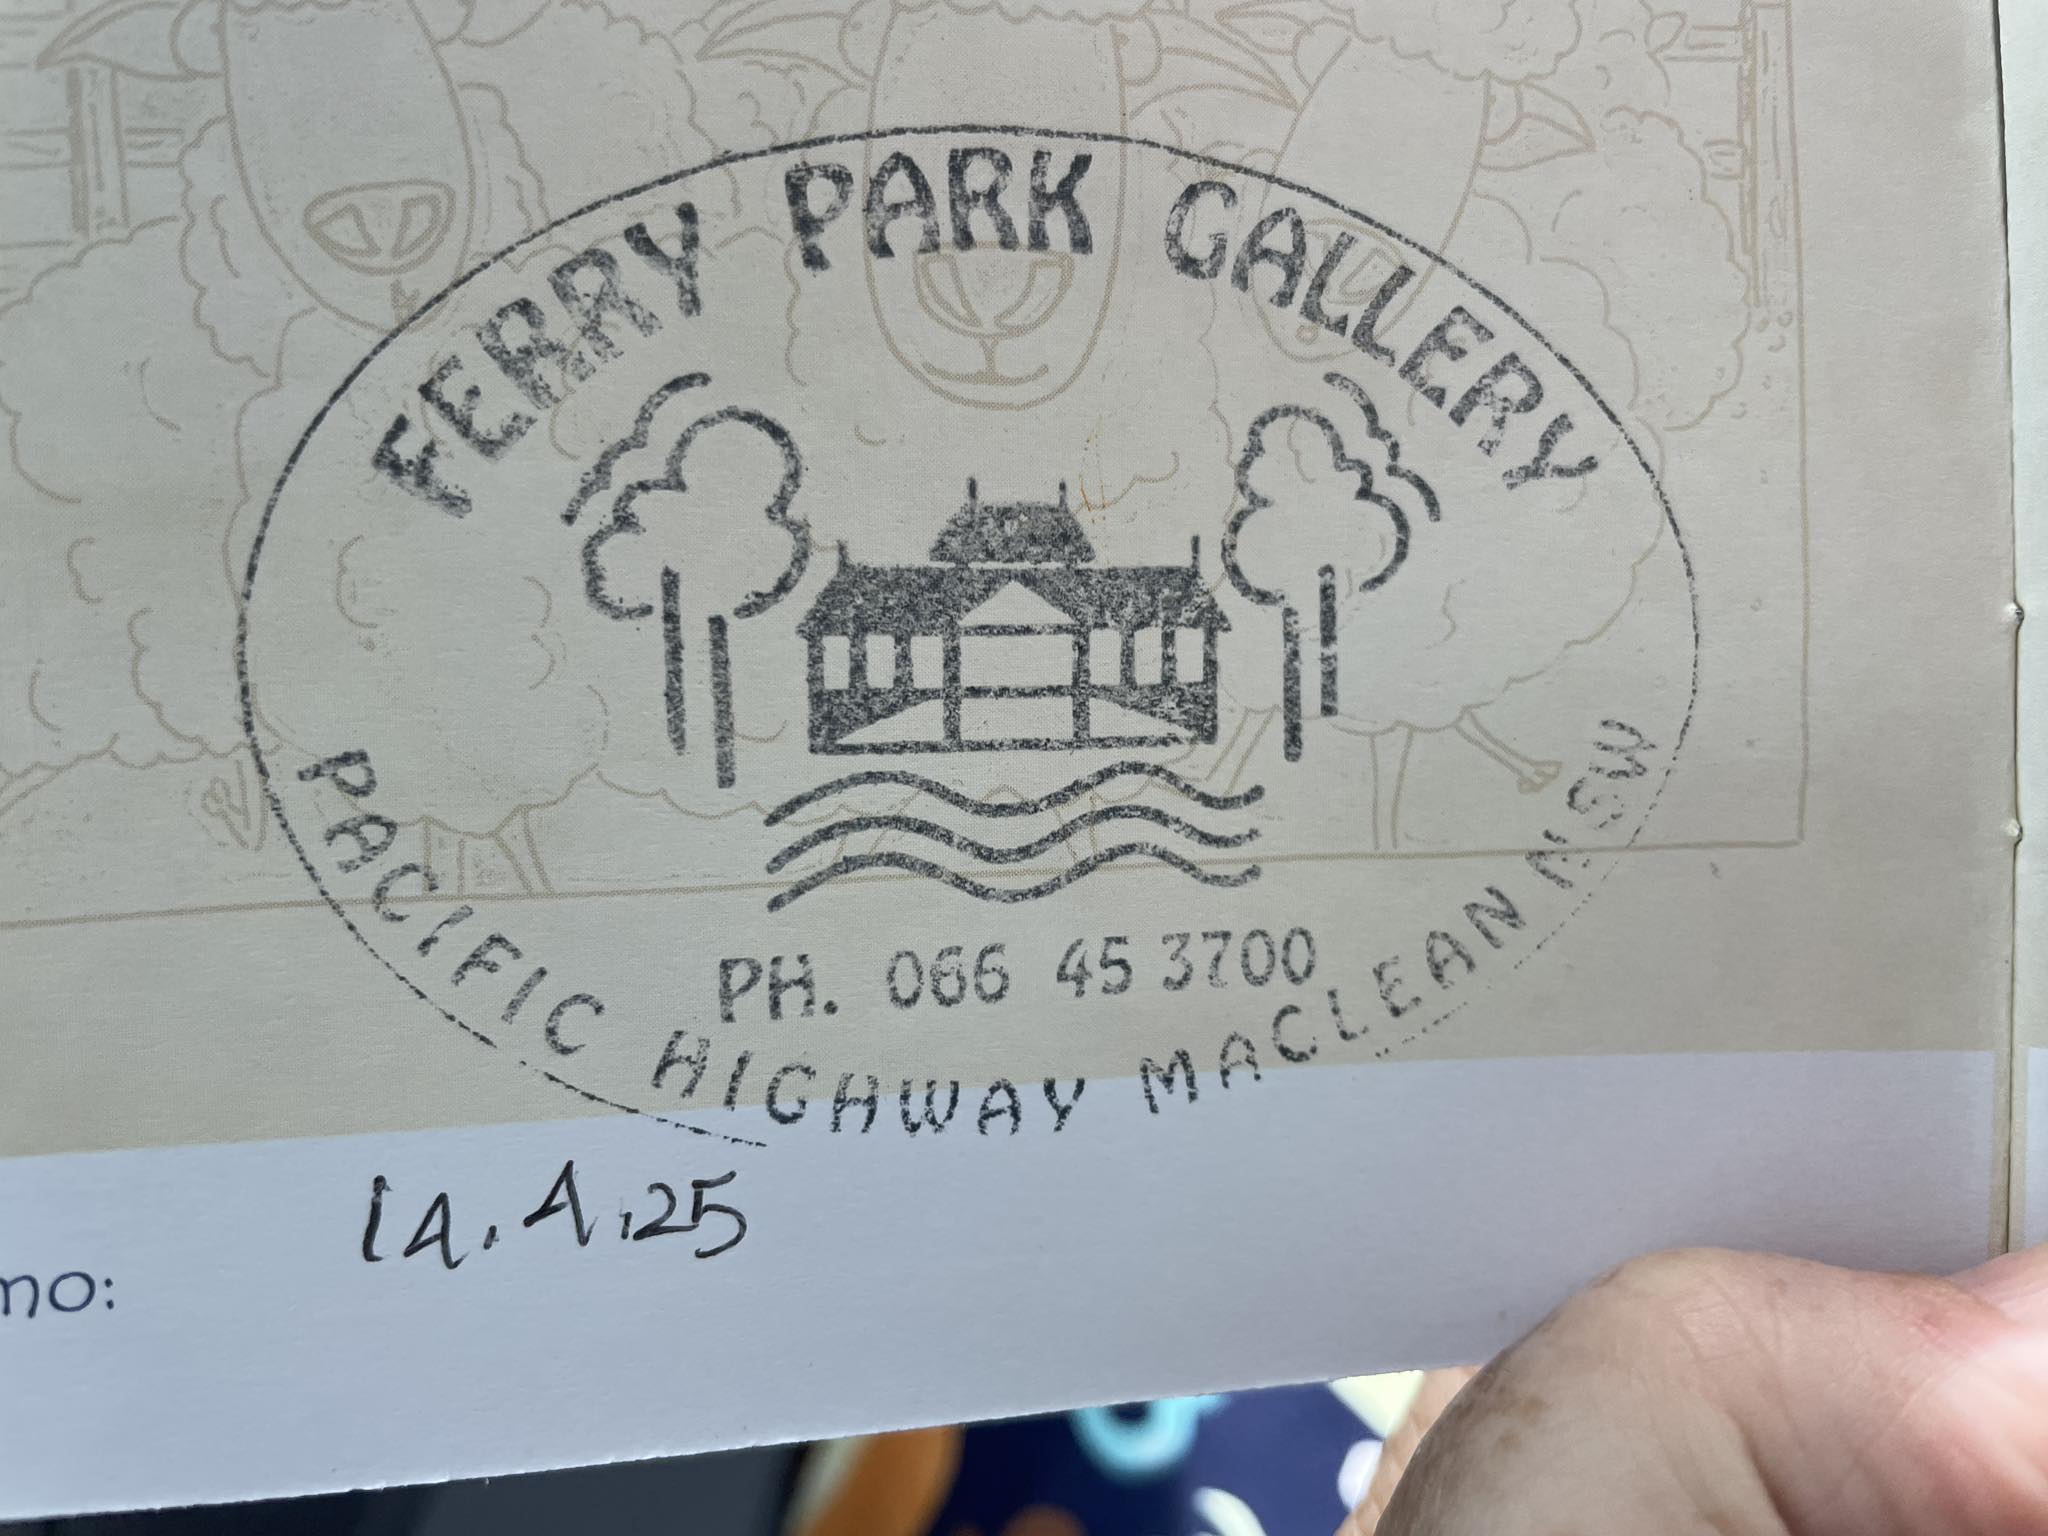 FERRY PARK GALLERY
PH. 066 45 3700
PACIFIC HIGHWAY MACLEAN NSW
14.4.25
mo: